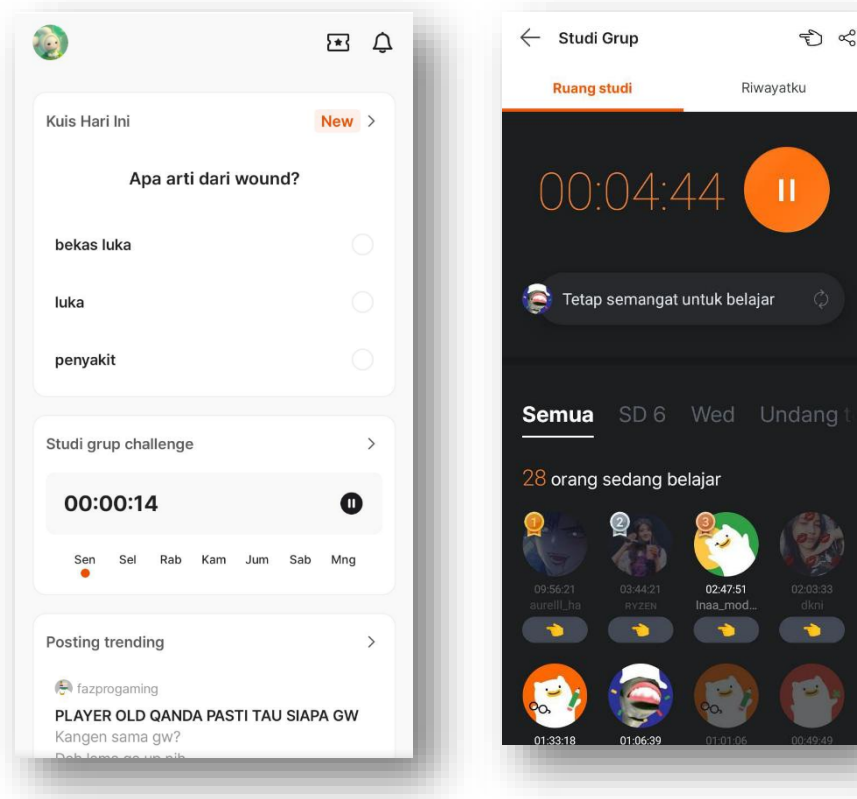 Kuis Hari Ini
New
Apa arti dari wound?
bekas luka
luka
penyakit
Studi grup challenge
00:00:14
Sen Sel Rab Kam Jum Sab Mng
Posting trending
fazprogaming
PLAYER OLD QANDA PASTI TAU SIAPA GW
Kangen sama gw?
Studi Grup
Ruang studi Riwayatku
00:04:44
Tetap semangat untuk belajar
Semua SD 6 Wed Undang
28 orang sedang belajar
1 2 3
09:56:21 03:44:21 02:47:51 02:03:33
aurelll_ha RYZEN Inaa_mod... dkni
01:33:18 01:06:39 01:01:06 00:49:49